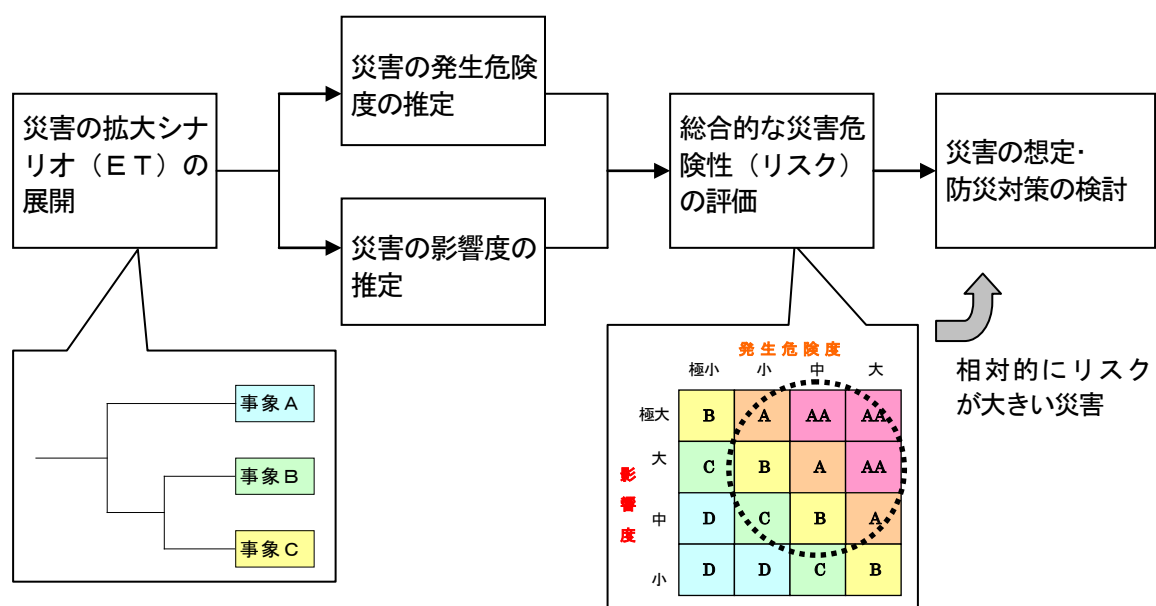 災害の拡大シナ
リオ（ＥＴ）の
展開
災害の発生危険
度の推定
災害の影響度の
推定
総合的な災害危
険性（リスク）
の評価
災害の想定・
防災対策の検討
事象Ａ
事象Ｂ
事象Ｃ
発生危険度
極小 小 中 大
影響度
極大 B A AA AA
大 C B A AA
中 D C B A
小 D D C B
相対的にリスク
が大きい災害